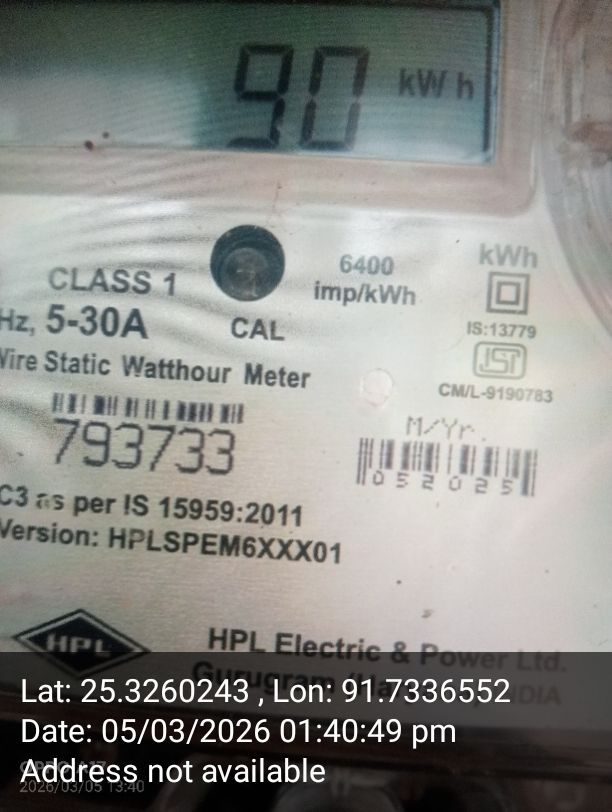 90 kWh
kWh
CLASS 1
6400
imp/kWh
Hz, 5-30A
CAL
IS:13779
Wire Static Watthour Meter
ISI
CM/L-9190783
793733
M/Yr.
052025
C3 as per IS 15959:2011
Version: HPLSPEM6XXX01
HPL
HPL Electric & Power Ltd.
Lat: 25.3260243 , Lon: 91.7336552
Date: 05/03/2026 01:40:49 pm
Address not available
2026/03/05 13:40